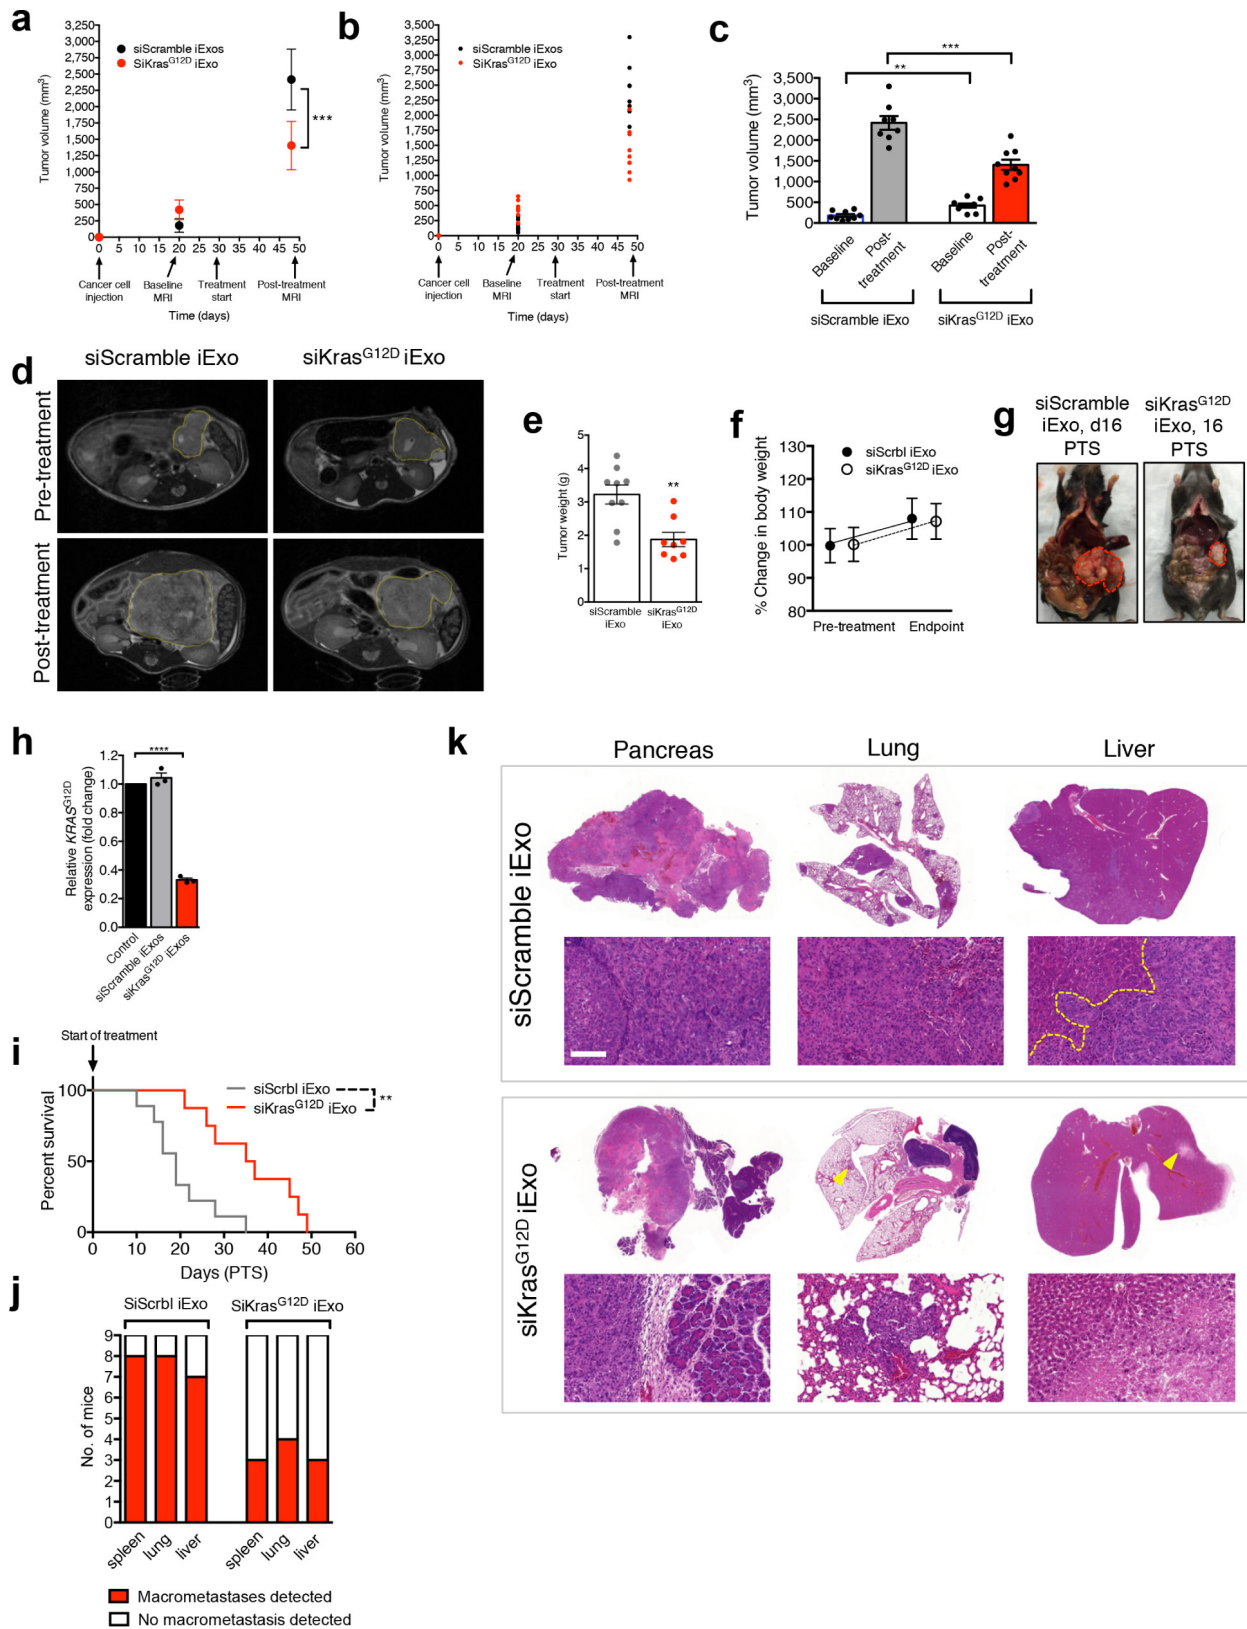 a
3,250
3,000
2,750
2,500
2,250
2,000
1,750
1,500
1,250
1,000
750
500
250
0
Tumor volume (mm3)
siScramble iExos
SiKrasG12D iExo
***
0 5 10 15 20 25 30 35 40 45 50
Cancer cell
injection
Baseline
MRI
Treatment
start
Post-treatment
MRI
Time (days)
b
3,500
3,250
3,000
2,750
2,500
2,250
2,000
1,750
1,500
1,250
1,000
750
500
250
0
Tumor volume (mm3)
siScramble iExos
SiKrasG12D iExo
0 5 10 15 20 25 30 35 40 45 50
Cancer cell
injection
Baseline
MRI
Treatment
start
Post-treatment
MRI
Time (days)
c
***
**
3,500
3,000
2,500
2,000
1,500
1,000
500
0
Tumor volume (mm3)
Baseline
Post-
treatment
Baseline
Post-
treatment
siScramble iExo
siKrasG12D iExo
d
siScramble iExo
siKrasG12D iExo
Pre-treatment
Post-treatment
e
5
4
3
2
1
0
Tumor weight (g)
**
siScramble
iExo
siKrasG12D
iExo
f
130
120
110
100
90
80
% Change in body weight
siScrbl iExo
siKrasG12D iExo
Pre-treatment
Endpoint
g
siScramble
iExo, d16
PTS
siKrasG12D
iExo, 16
PTS
h
****
1.2
1.0
0.8
0.6
0.4
0.2
0.0
Relative KRASG12D
expression (fold change)
Control
siScramble iExos
siKrasG12D iExos
i
Start of treatment
100
50
0
Percent survival
siScrbl iExo
siKrasG12D iExo
**
0 10 20 30 40 50 60
Days (PTS)
j
SiScrbl iExo
SiKrasG12D iExo
9
8
7
6
5
4
3
2
1
0
No. of mice
spleen
lung
liver
spleen
lung
liver
Macrometastases detected
No macrometastasis detected
k
Pancreas
Lung
Liver
siScramble iExo
siKrasG12D iExo